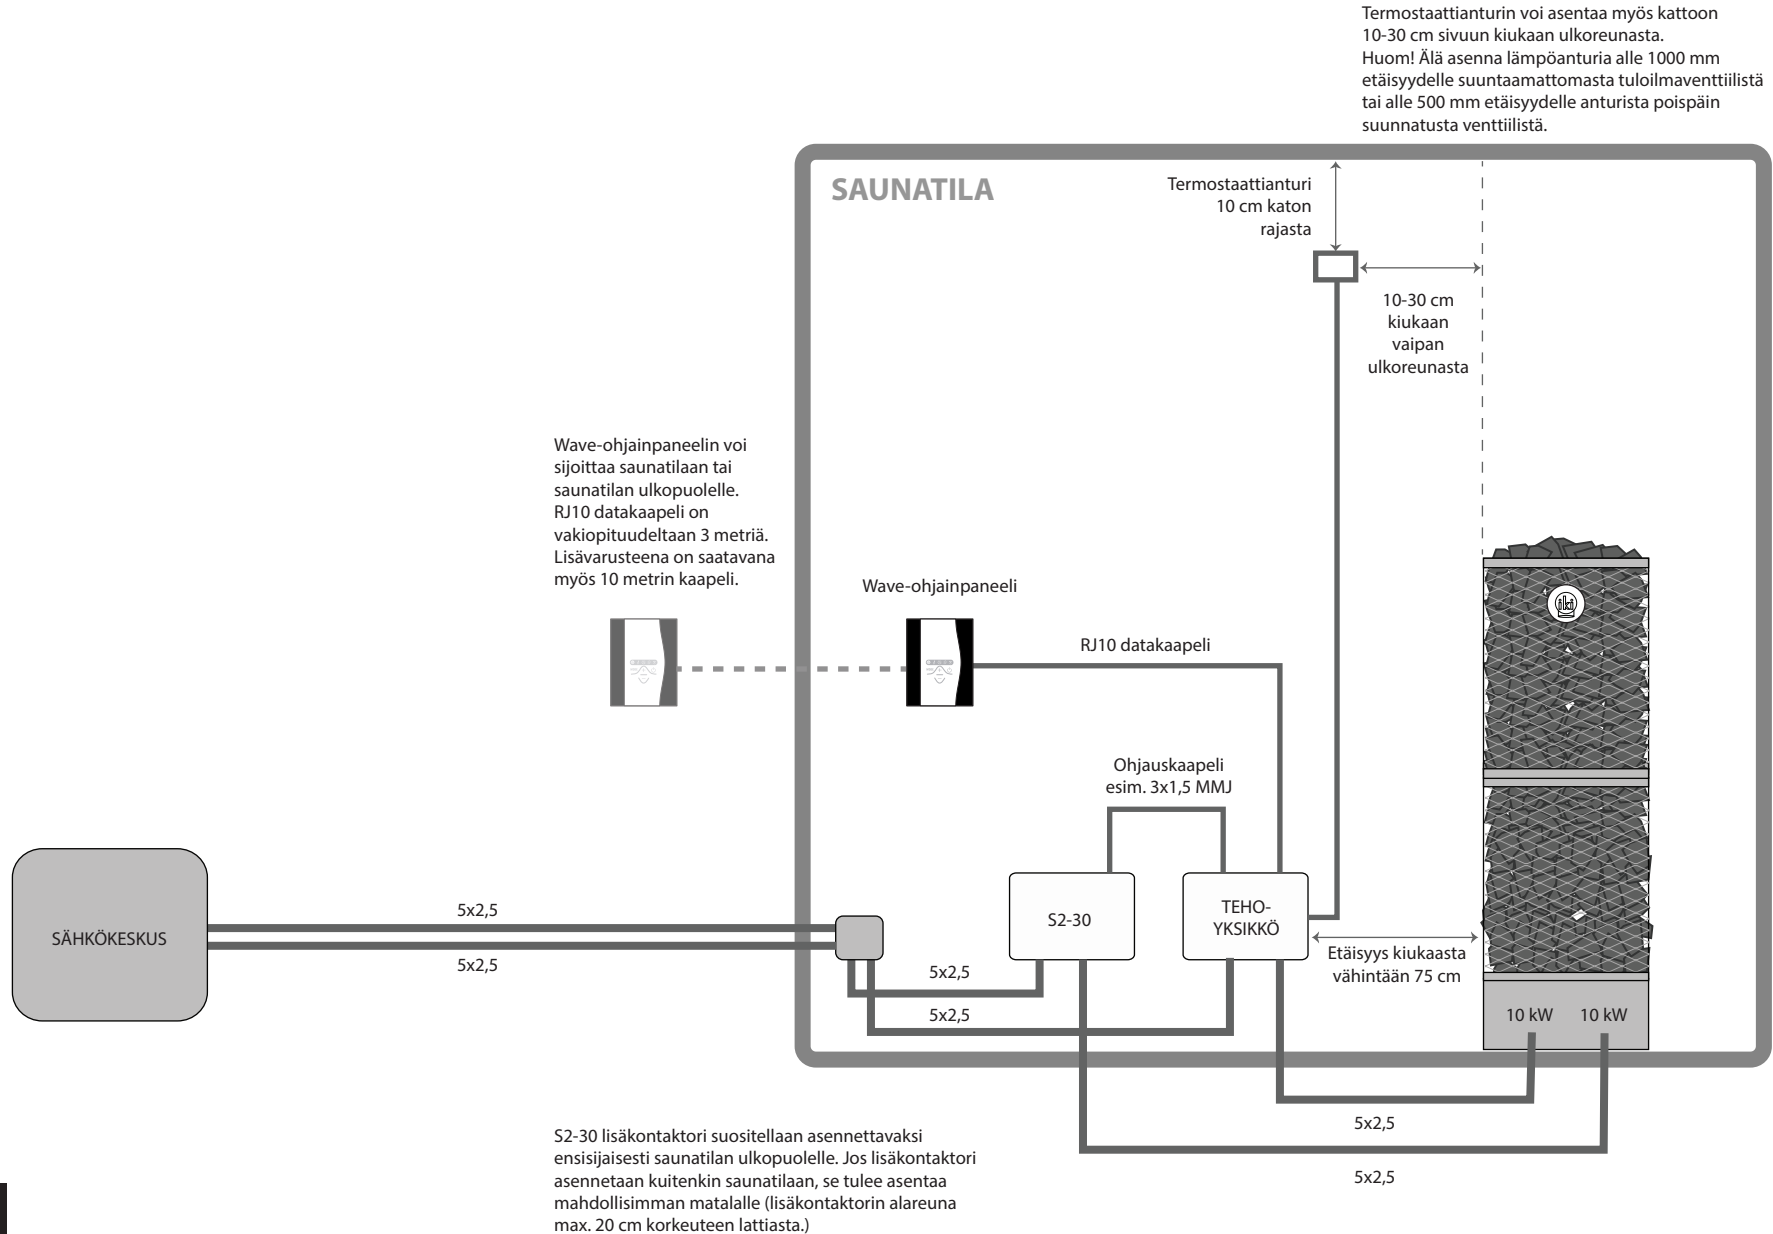 Termostaattianturin voi asentaa myös kattoon
10-30 cm sivuun kiukaan ulkoreunasta.
Huom! Älä asenna lämpöanturia alle 1000 mm
etäisyydelle suuntaamattomasta tuloilmaventtiilistä
tai alle 500 mm etäisyydelle anturista poispäin
suunnatusta venttiilistä.
SAUNATILA
Termostaattianturi
10 cm katon
rajasta
10-30 cm
kiukaan
vaipan
ulkoreunasta
Wave-ohjainpaneelin voi
sijoittaa saunatilaan tai
saunatilan ulkopuolelle.
RJ10 datakaapeli on
vakiopituudeltaan 3 metriä.
Lisävarusteena on saatavana
myös 10 metrin kaapeli.
Wave-ohjainpaneeli
iki
RJ10 datakaapeli
Ohjauskaapeli
esim. 3x1,5 MMJ
SÄHKÖKESKUS
5x2,5
5x2,5
S2-30
TEHO-
YKSIKKÖ
Etäisyys kiukaasta
vähintään 75 cm
5x2,5
5x2,5
10 kW
10 kW
5x2,5
5x2,5
S2-30 lisäkontaktori suositellaan asennettavaksi
ensisijaisesti saunatilan ulkopuolelle. Jos lisäkontaktori
asennetaan kuitenkin saunatilaan, se tulee asentaa
mahdollisimman matalalle (lisäkontaktorin alareuna
max. 20 cm korkeuteen lattiasta.)